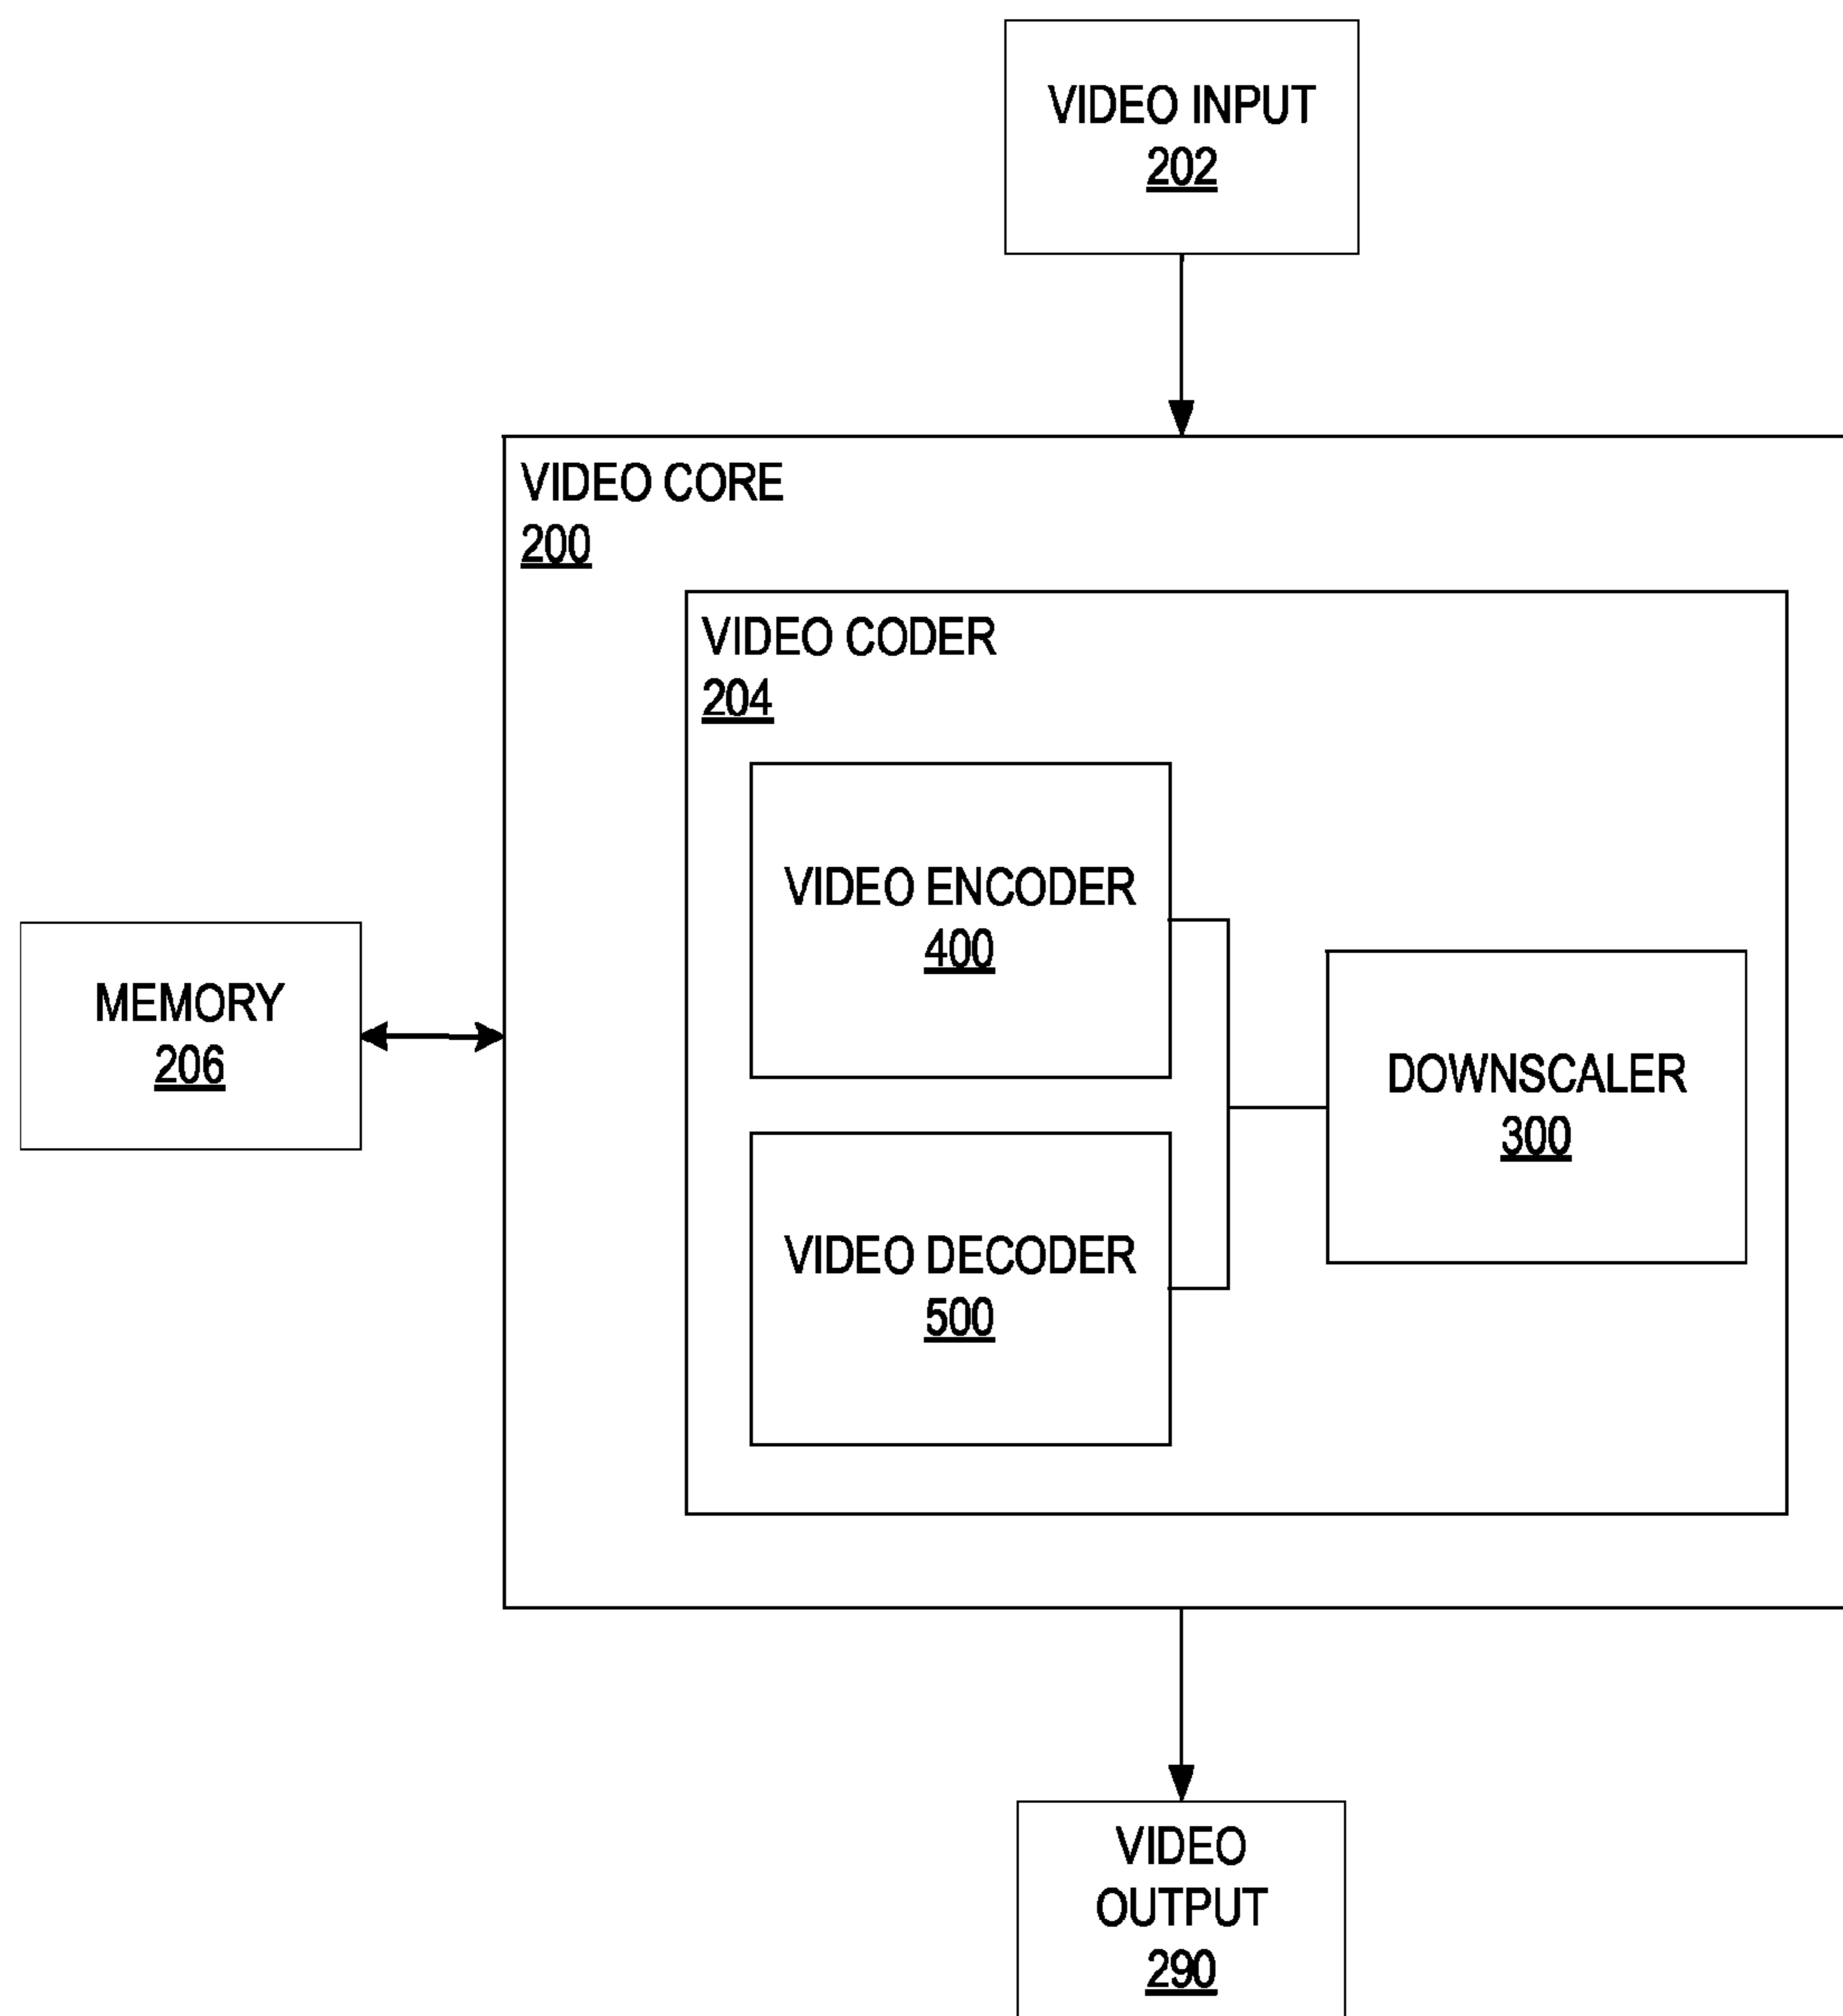 VIDEO INPUT
202
VIDEO CORE
200
VIDEO CODER
204
VIDEO ENCODER
400
MEMORY
206
DOWNSCALER
300
VIDEO DECODER
500
VIDEO
OUTPUT
290